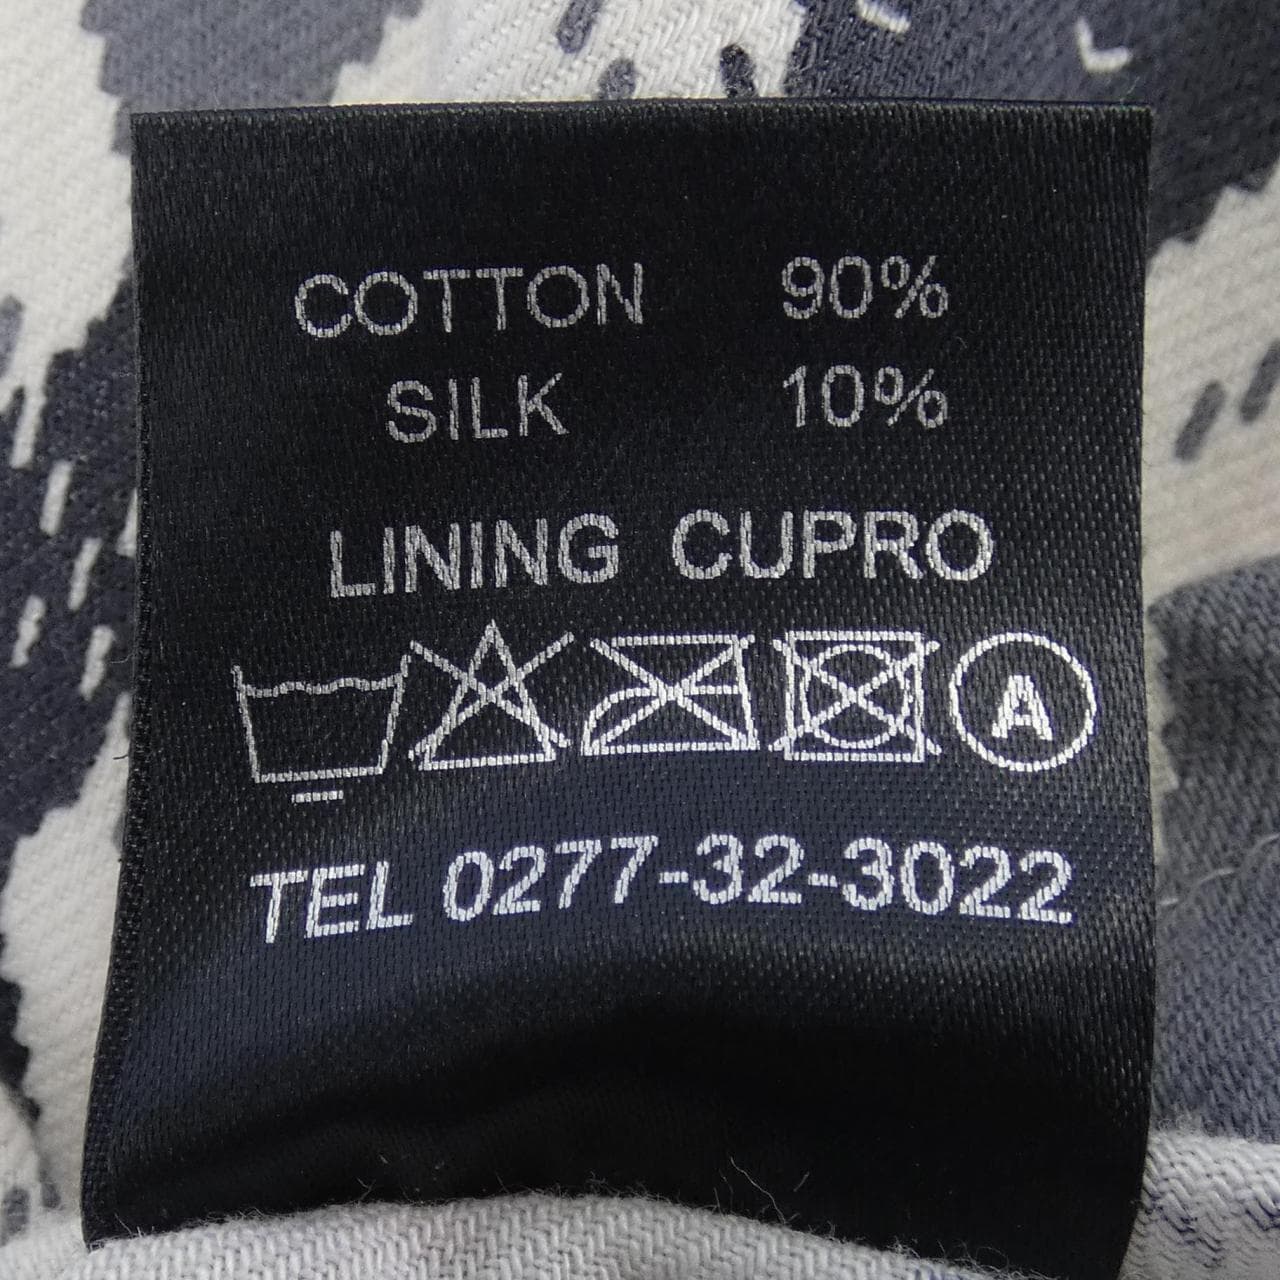 COTTON 90%
SILK 10%
LINING CUPRO
A
TEL 0277-32-3022